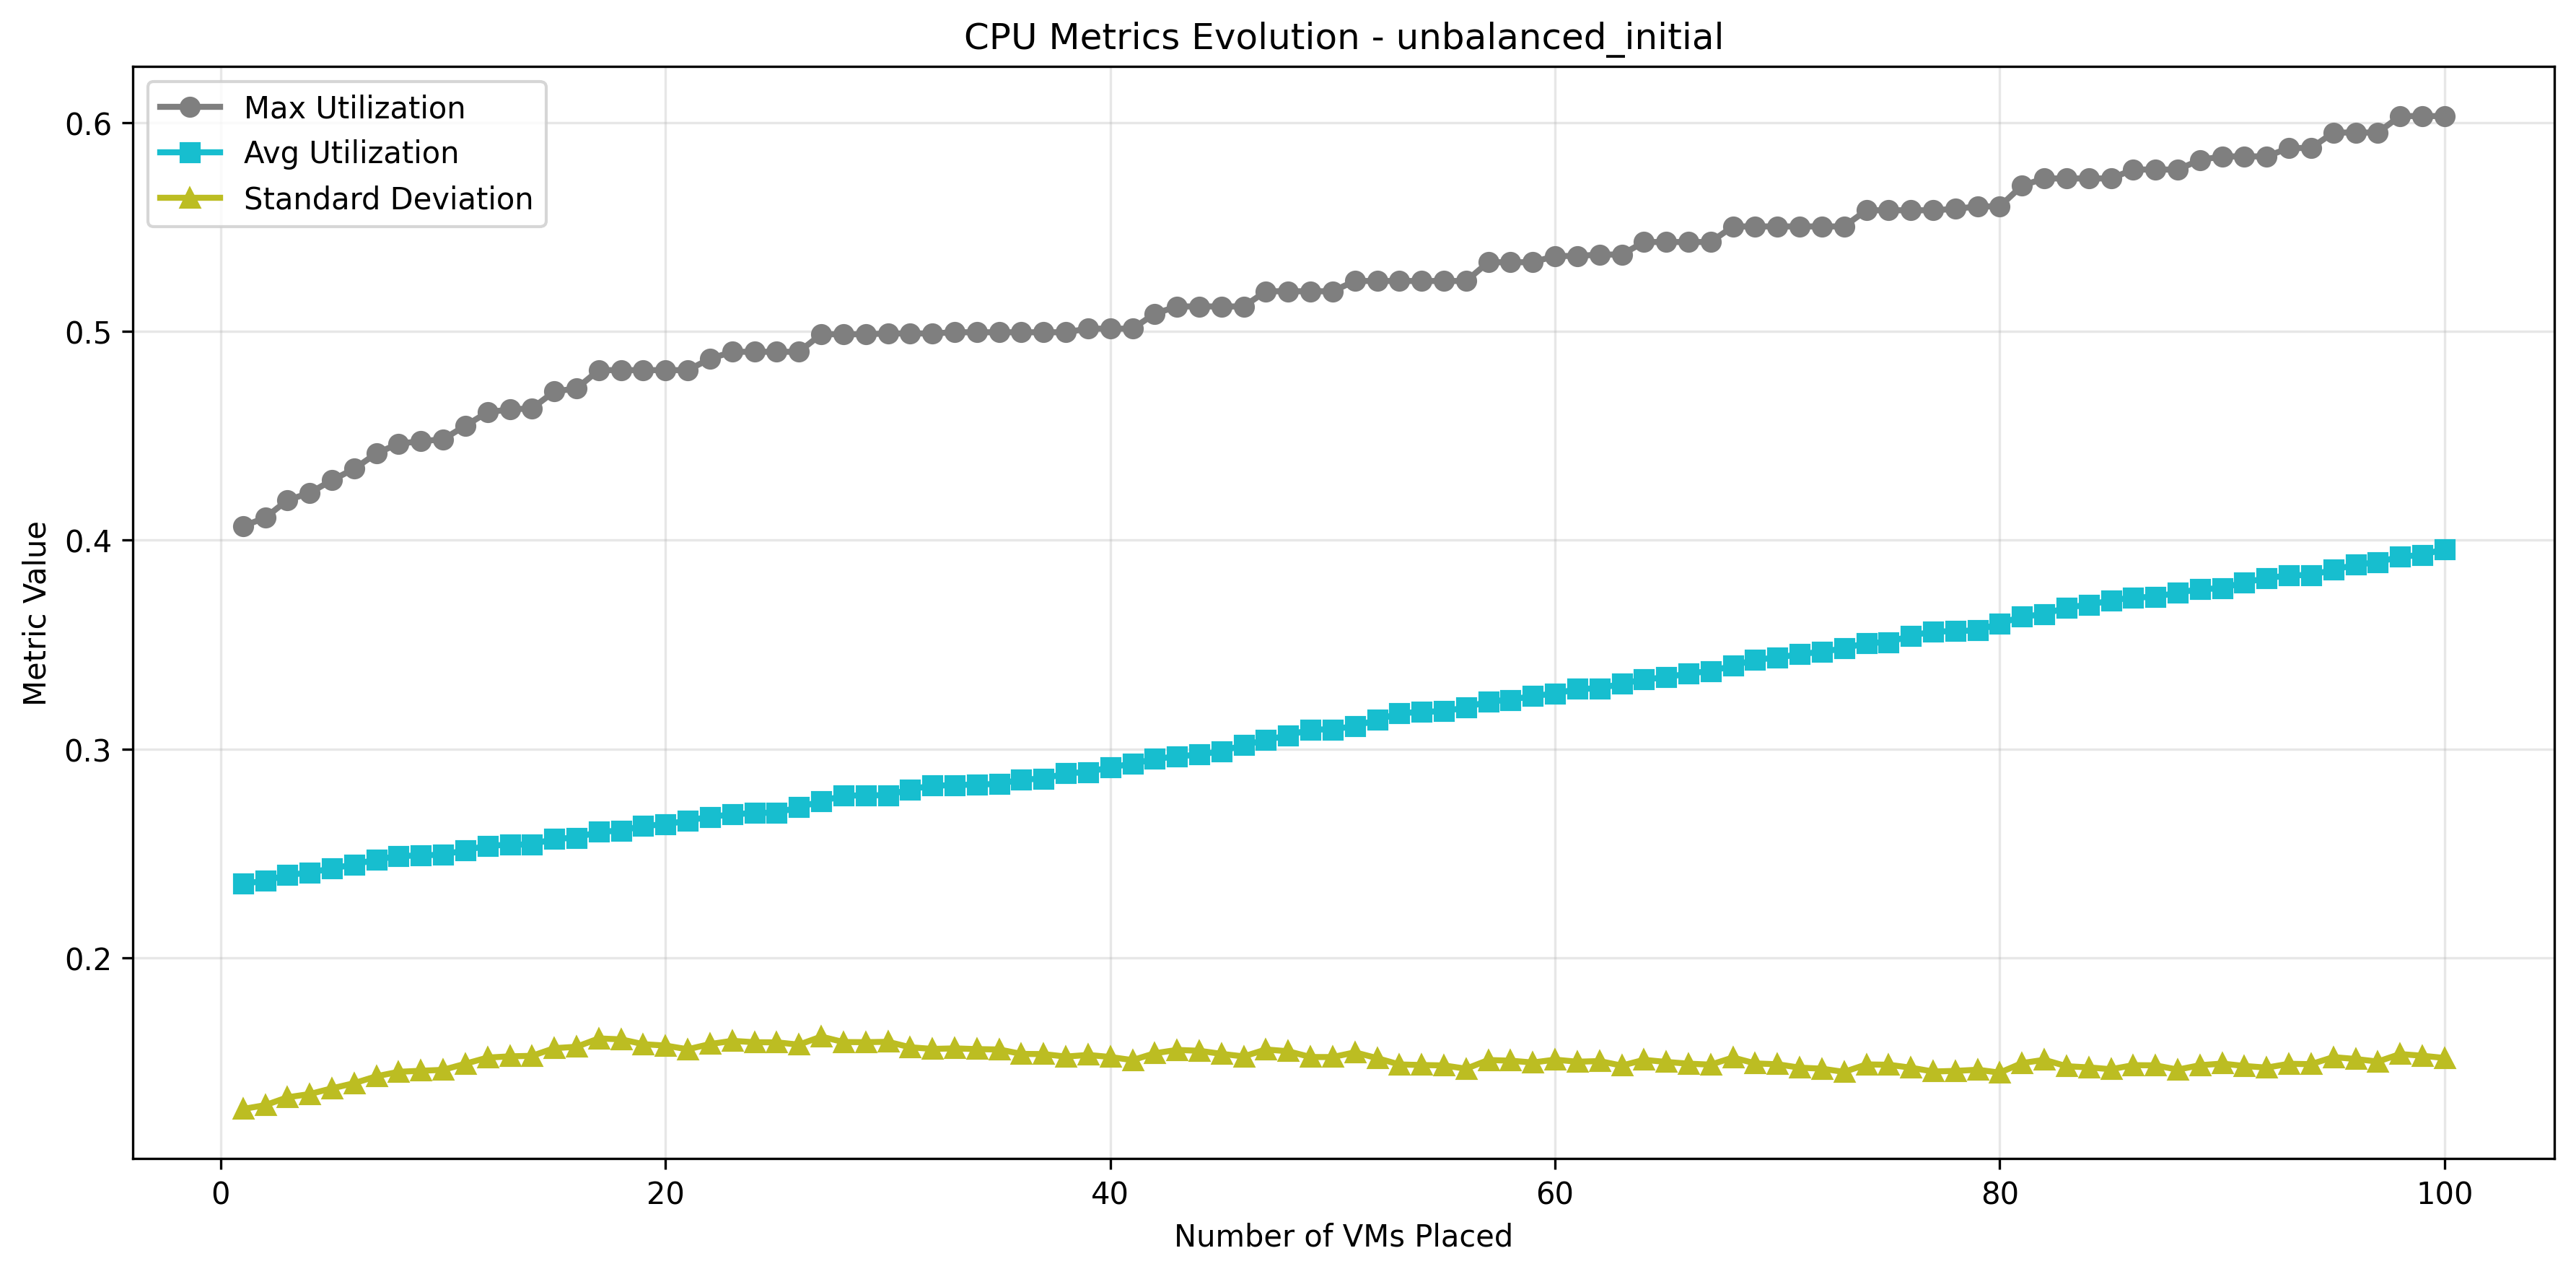 CPU Metrics Evolution - unbalanced_initial
Max Utilization
Avg Utilization
Standard Deviation
0.6
0.5
0.4
0.3
0.2
Metric Value
0 20 40 60 80 100
Number of VMs Placed